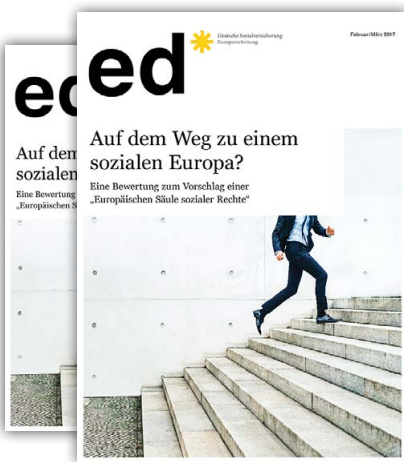 ed
Deutsche Sozialversicherung
Europavertretung
Februar/März 2017
Auf dem Weg zu einem
sozialen Europa?
Eine Bewertung zum Vorschlag einer
„Europäischen Säule sozialer Rechte“
ed
Auf dem
sozialen
Eine Bewertung
„Europäischen S